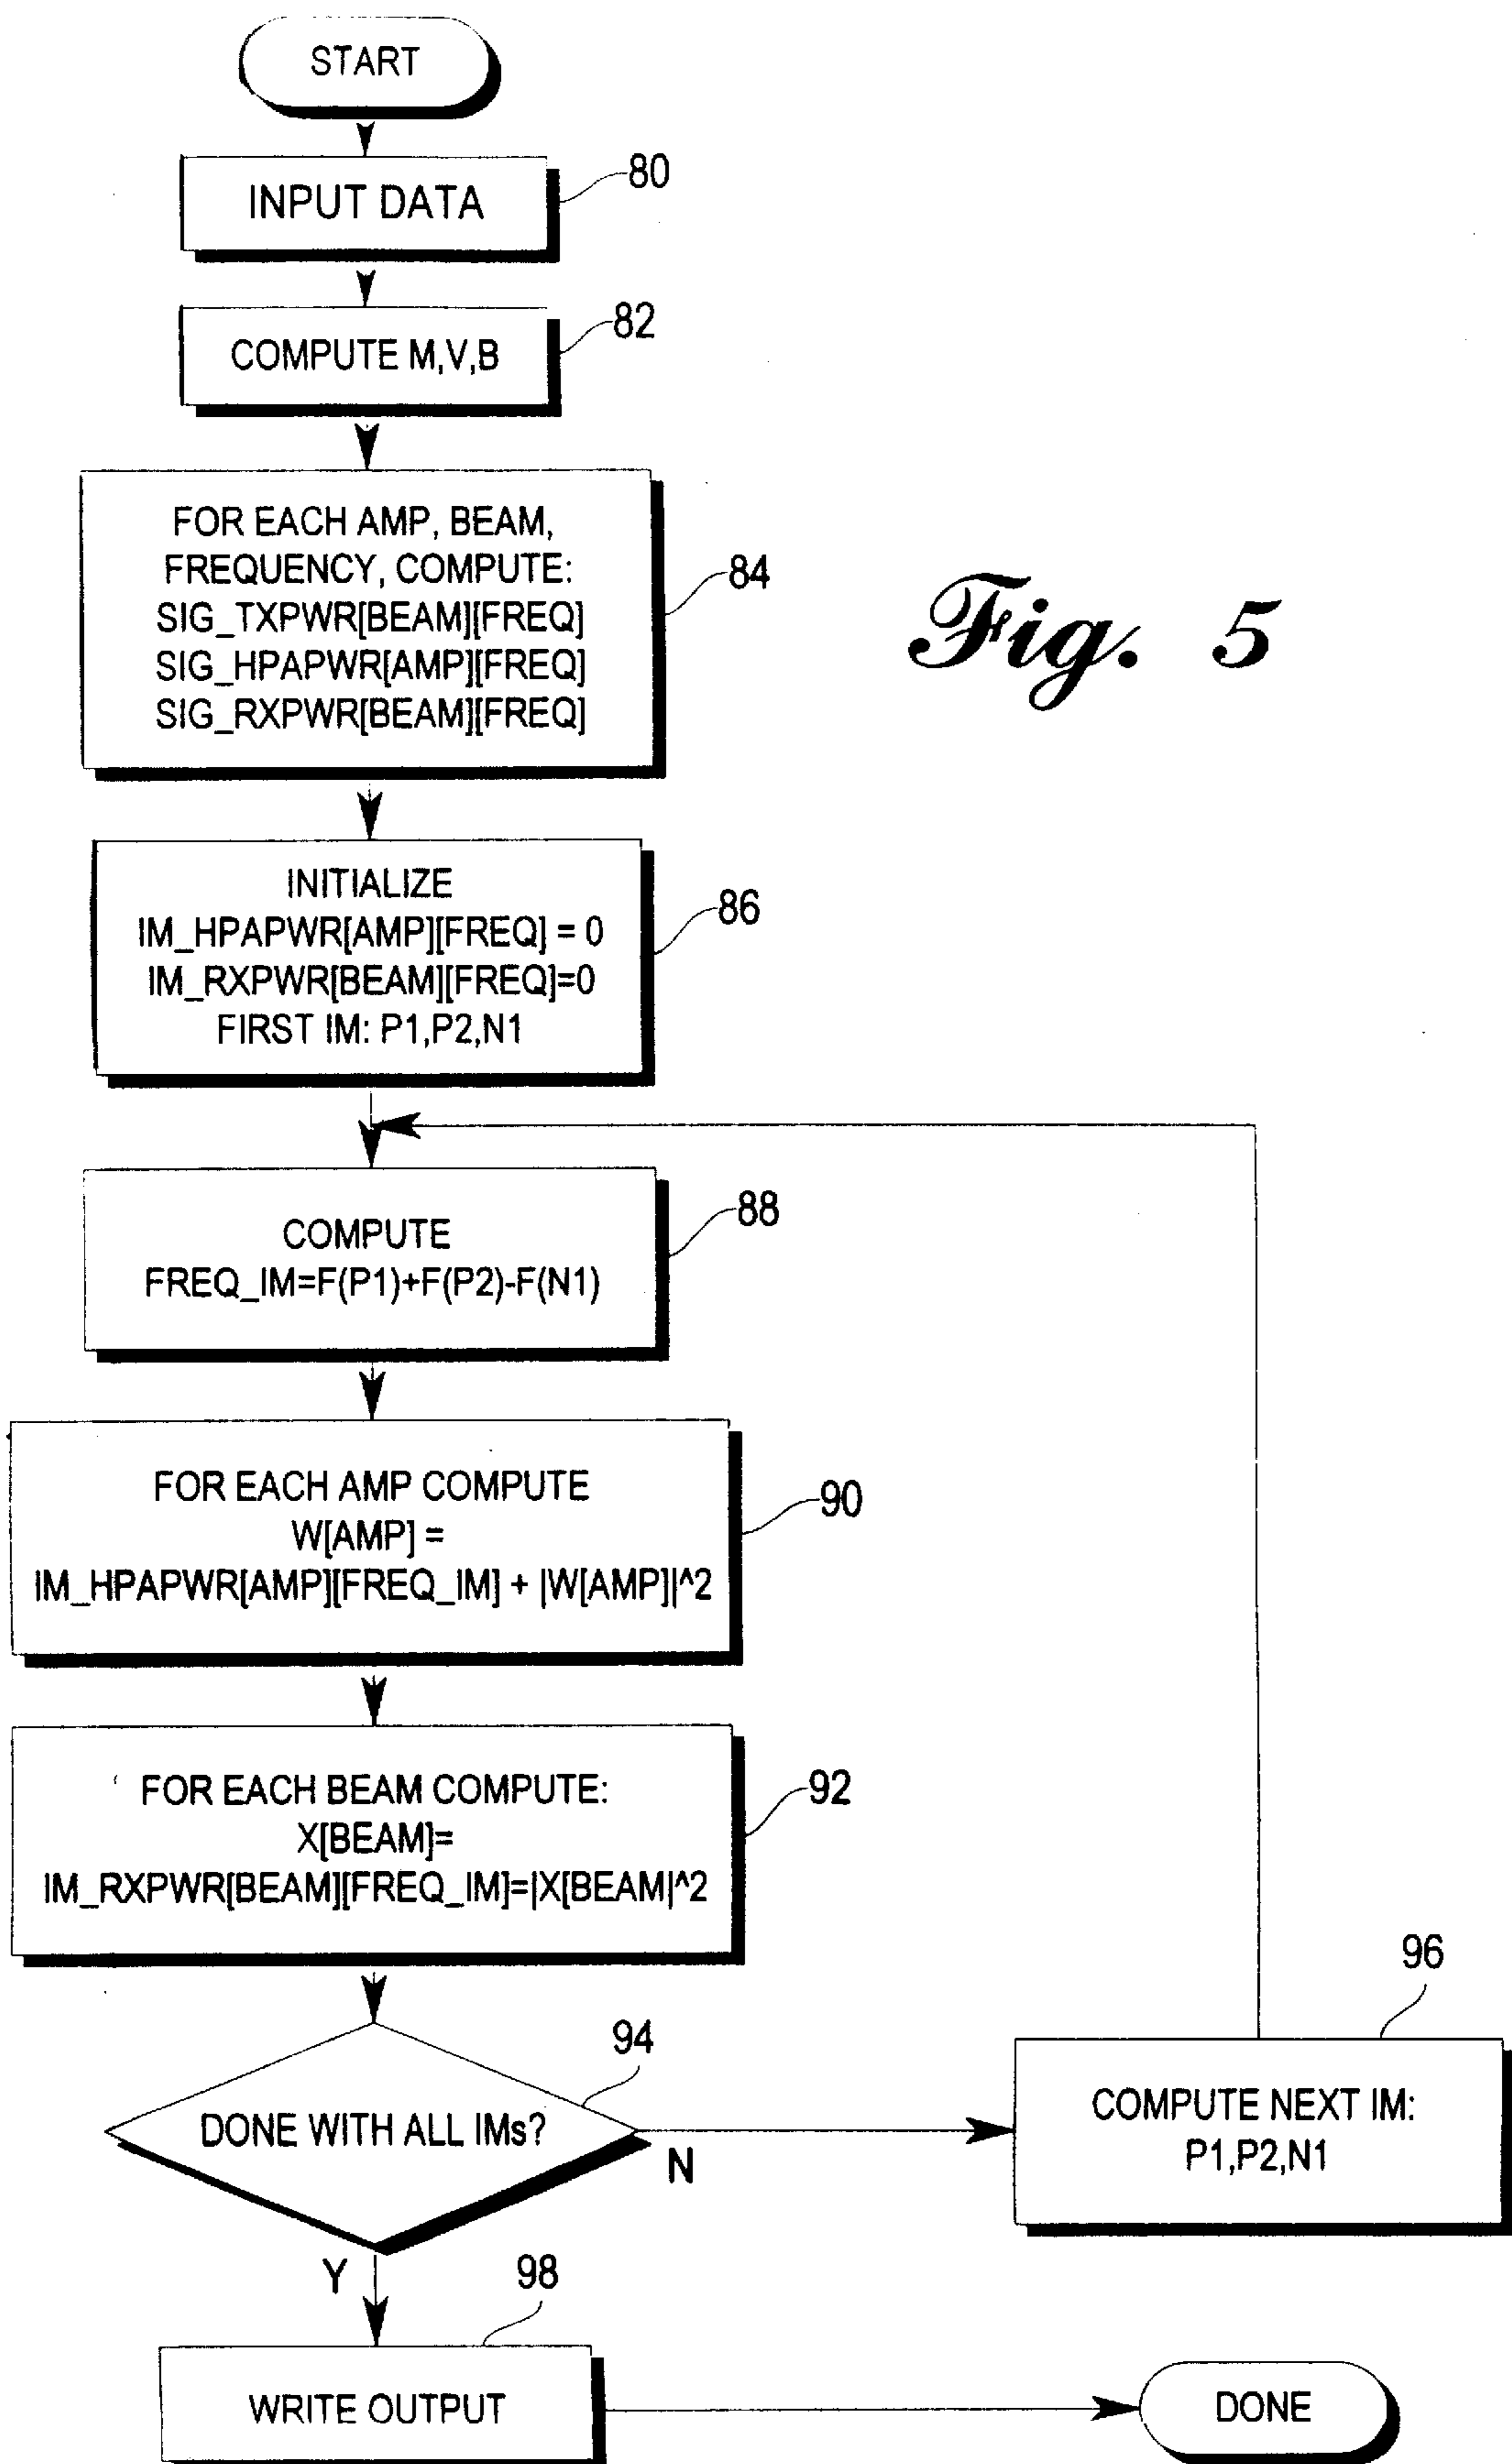 START
INPUT DATA
80
COMPUTE M,V,B
82
FOR EACH AMP, BEAM,
FREQUENCY, COMPUTE:
SIG_TXPWR[BEAM][FREQ]
SIG_HPAPWR[AMP][FREQ]
SIG_RXPWR[BEAM][FREQ]
84
Fig. 5
INITIALIZE
IM_HPAPWR[AMP][FREQ] = 0
IM_RXPWR[BEAM][FREQ]=0
FIRST IM: P1,P2,N1
86
COMPUTE
FREQ_IM=F(P1)+F(P2)-F(N1)
88
FOR EACH AMP COMPUTE
W[AMP] =
IM_HPAPWR[AMP][FREQ_IM] + |W[AMP]|^2
90
FOR EACH BEAM COMPUTE:
X[BEAM]=
IM_RXPWR[BEAM][FREQ_IM]=|X[BEAM|^2
92
DONE WITH ALL IMs?
94
N
Y
COMPUTE NEXT IM:
P1,P2,N1
96
WRITE OUTPUT
98
DONE